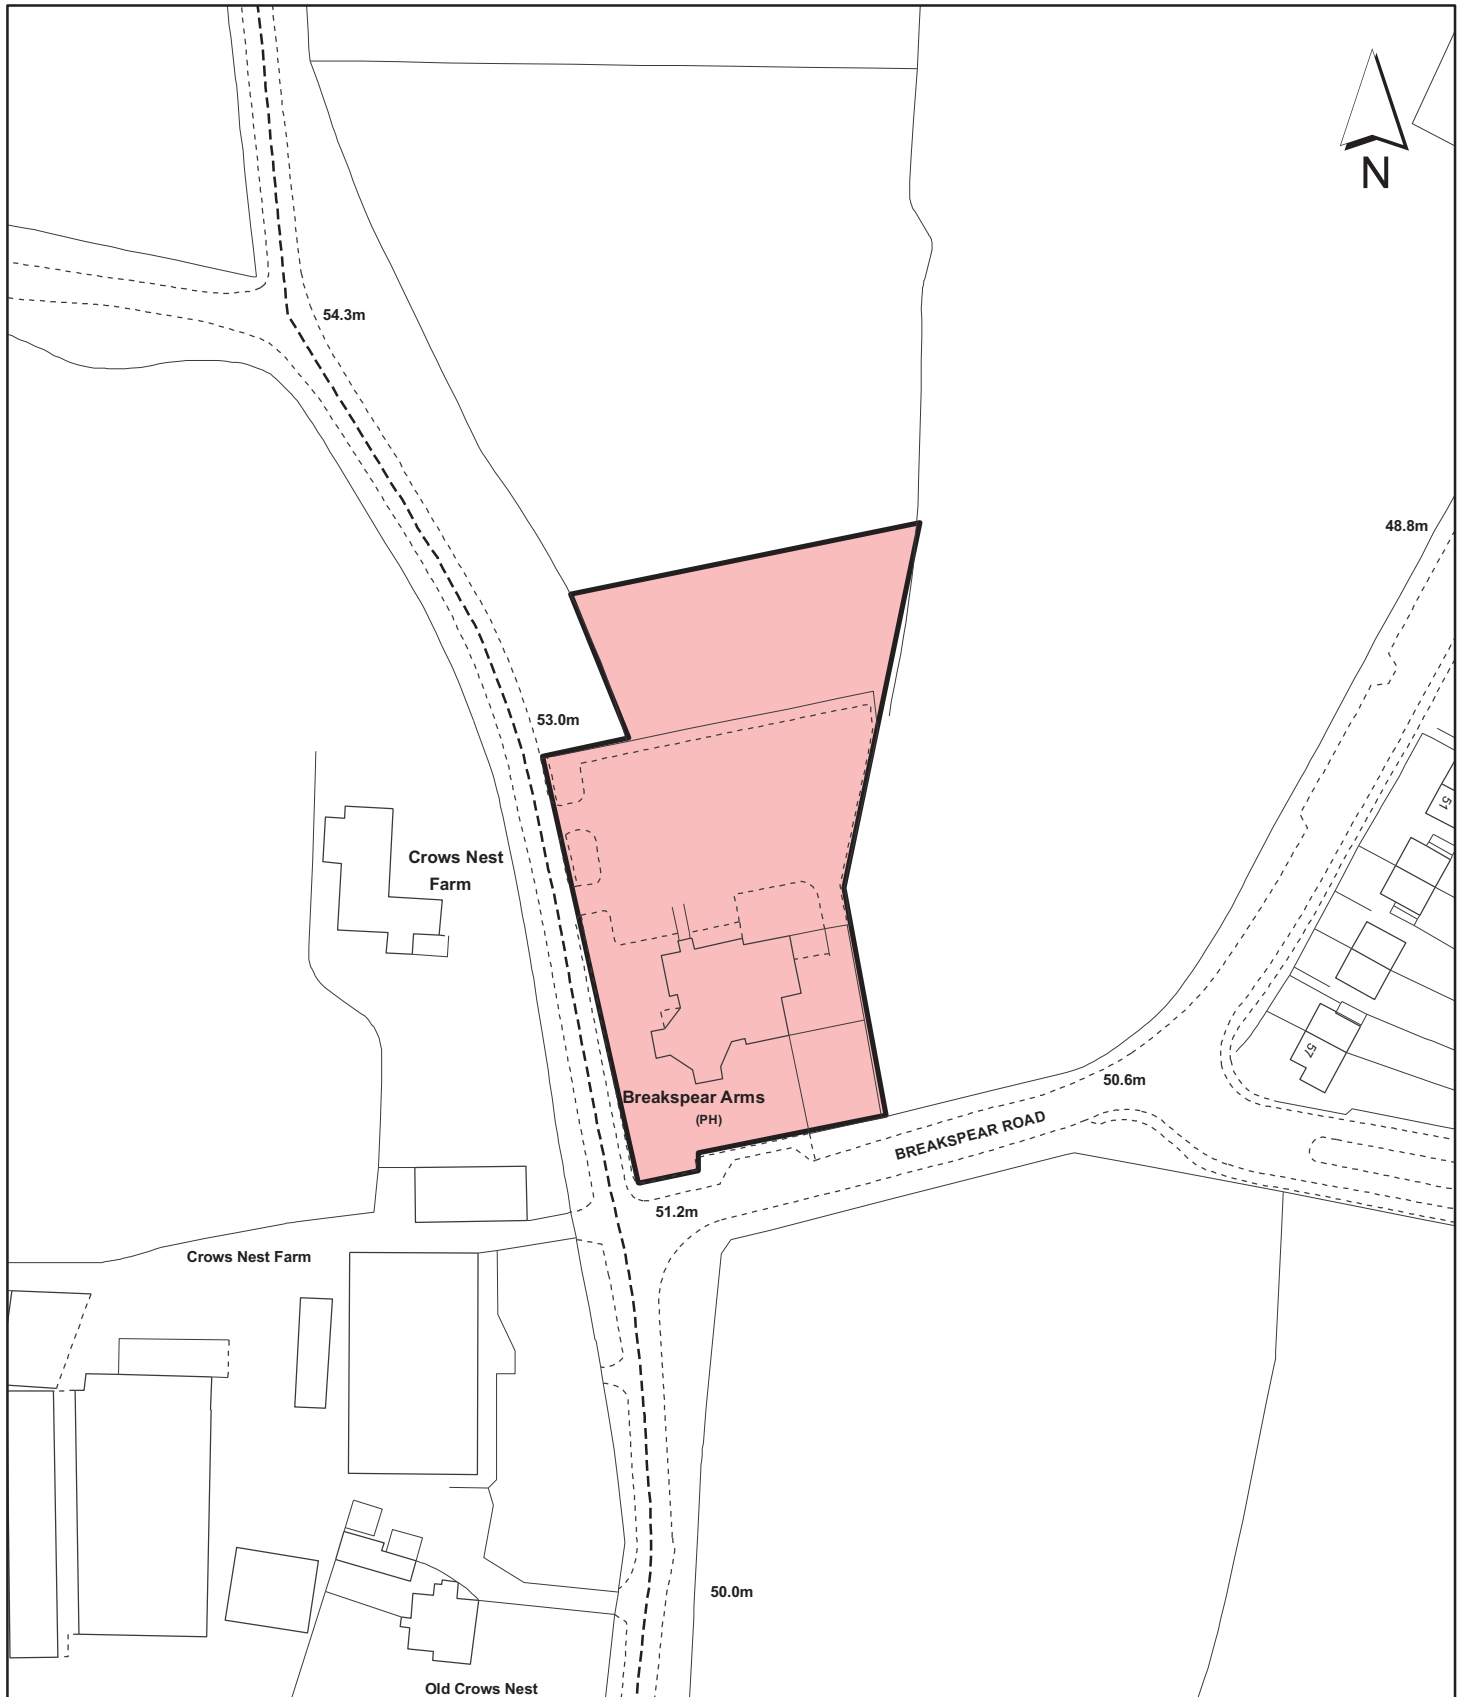 N
54.3m
48.8m
53.0m
51
Crows Nest
Farm
57
50.6m
Breakspear Arms
(PH)
BREAKSPEAR ROAD
51.2m
Crows Nest Farm
50.0m
Old Crows Nest